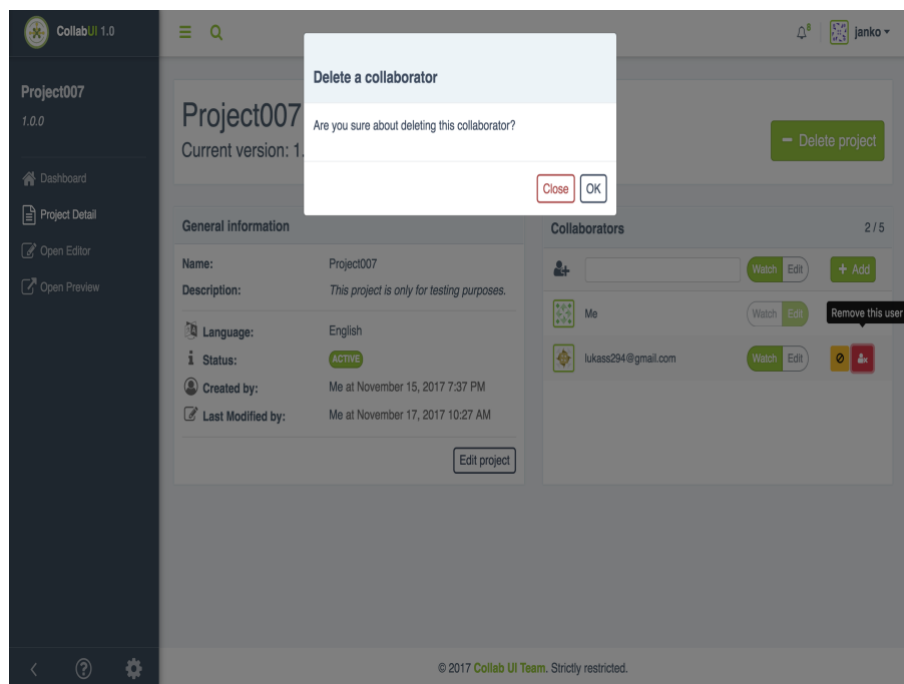 CollabUI 1.0
janko
Project007
1.0.0
Dashboard
Project Detail
Open Editor
Open Preview
Delete a collaborator
Are you sure about deleting this collaborator?
Close OK
Project007
Current version: 1.
Delete project
General information
Name: Project007
Description: This project is only for testing purposes.
Language: English
Status: ACTIVE
Created by: Me at November 15, 2017 7:37 PM
Last Modified by: Me at November 17, 2017 10:27 AM
Edit project
Collaborators 2 / 5
Watch Edit + Add
Me Watch Edit Remove this user
lukass294@gmail.com Watch Edit
© 2017 Collab UI Team. Strictly restricted.